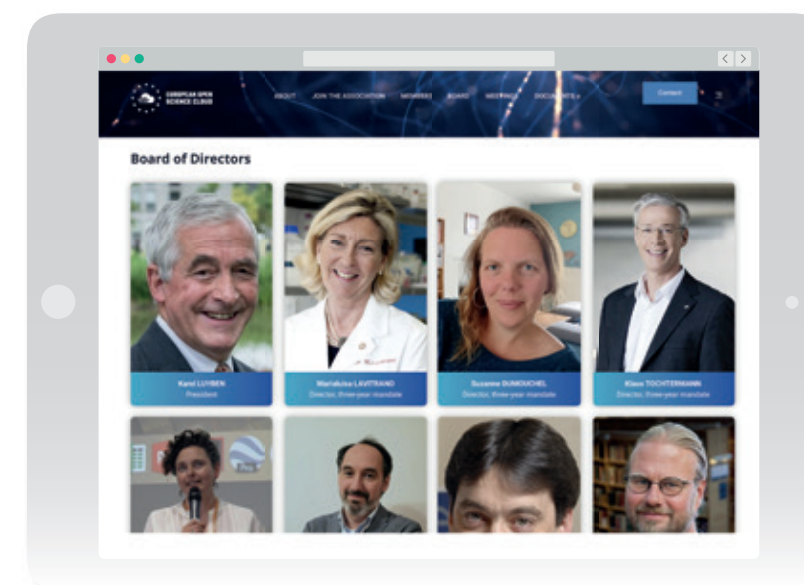 EUROPEAN OPEN
SCIENCE CLOUD
ABOUT JOIN THE ASSOCIATION MEMBERS BOARD MEETINGS DOCUMENTS
Contact
Board of Directors
Karel LUYBEN
President
Marialuisa LAVITRANO
Director, three-year mandate
Suzanne DUMOUCHEL
Director, three-year mandate
Klaus TOCHTERMANN
Director, three-year mandate